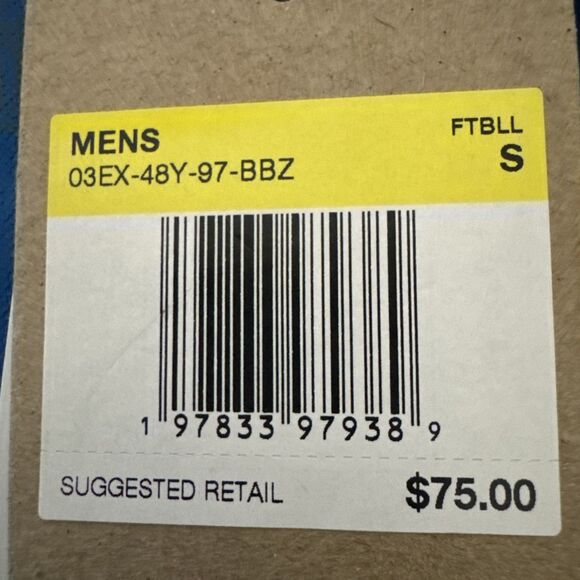 MENS FTBLL
03EX-48Y-97-BBZ S
1 97833 97938 9
SUGGESTED RETAIL $75.00